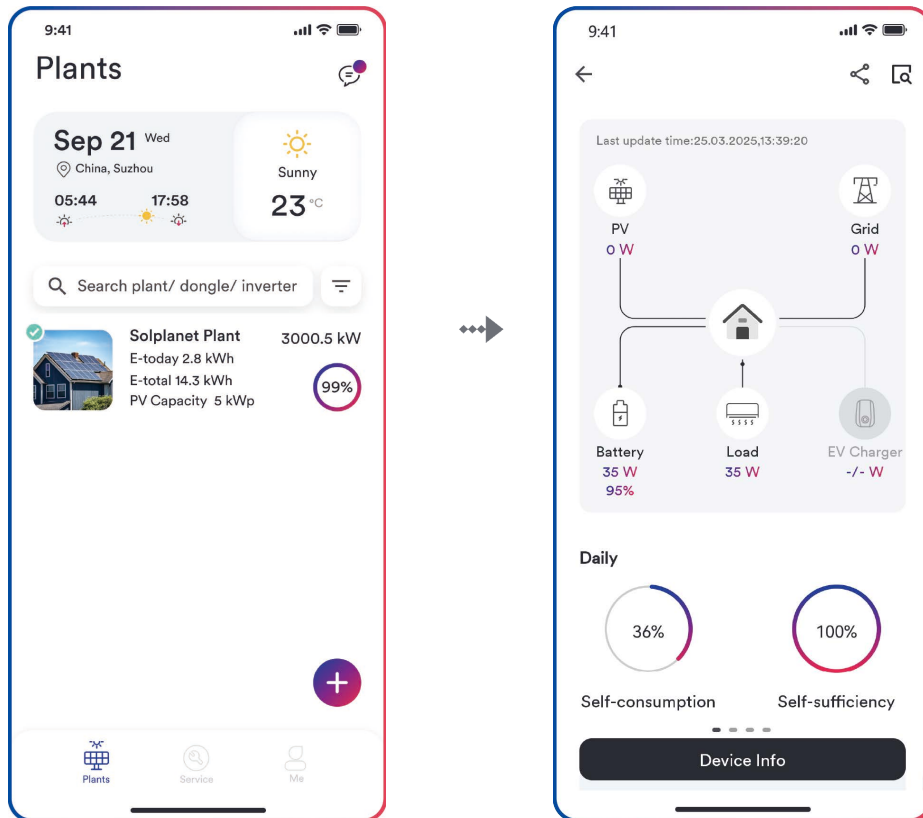 9:41
Plants
Sep 21 Wed
China, Suzhou
05:44 17:58
Sunny
23 °C
Search plant/ dongle/ inverter
Solplanet Plant
3000.5 kW
E-today 2.8 kWh
E-total 14.3 kWh
PV Capacity 5 kWp
99%
Plants
Service
Me
9:41
Last update time:25.03.2025,13:39:20
PV
0 W
Grid
0 W
Battery
35 W
95%
Load
35 W
EV Charger
-/- W
Daily
36%
100%
Self-consumption
Self-sufficiency
Device Info